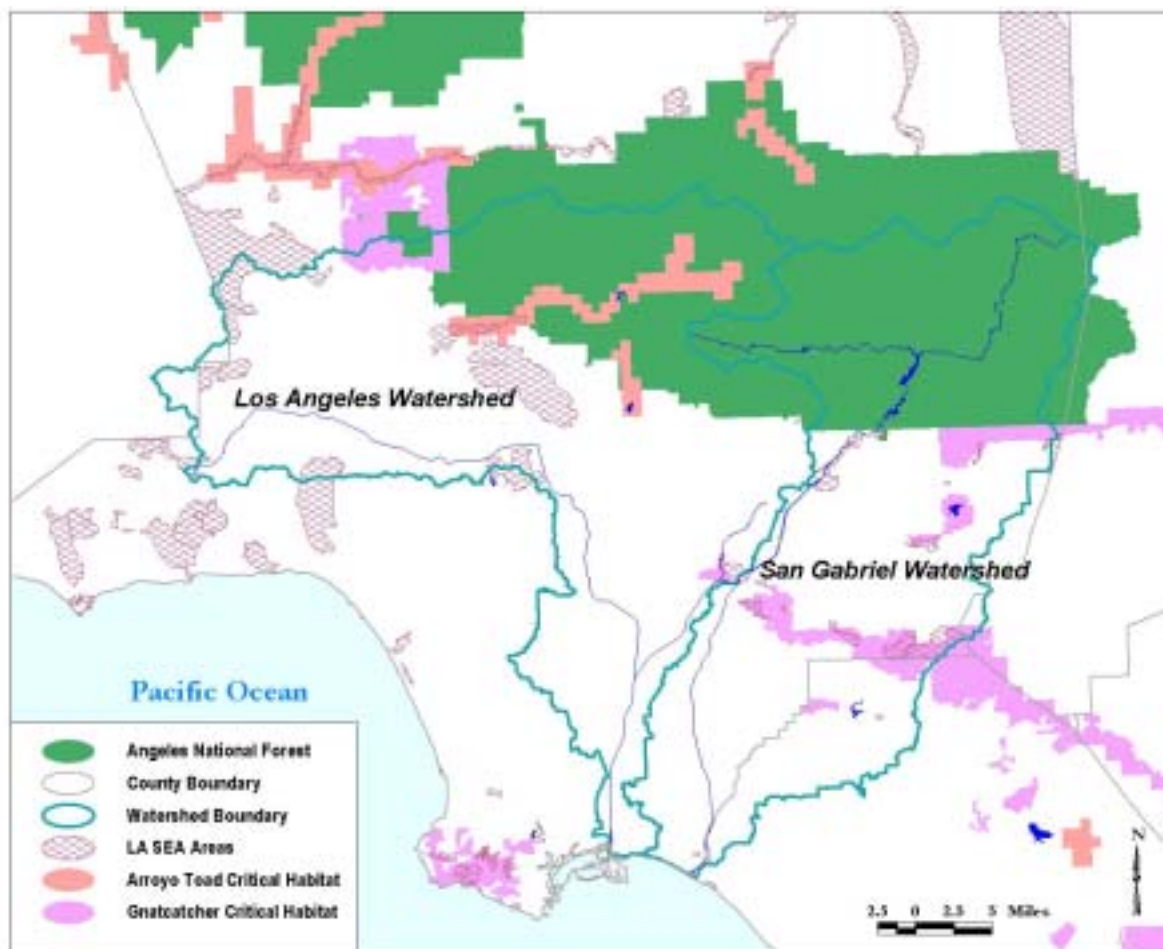 Los Angeles Watershed
San Gabriel Watershed
Pacific Ocean
Angeles National Forest
County Boundary
Watershed Boundary
LA SEA Areas
Arroyo Toad Critical Habitat
Gnatcatcher Critical Habitat
N
2.5 0 2.5 5 Miles